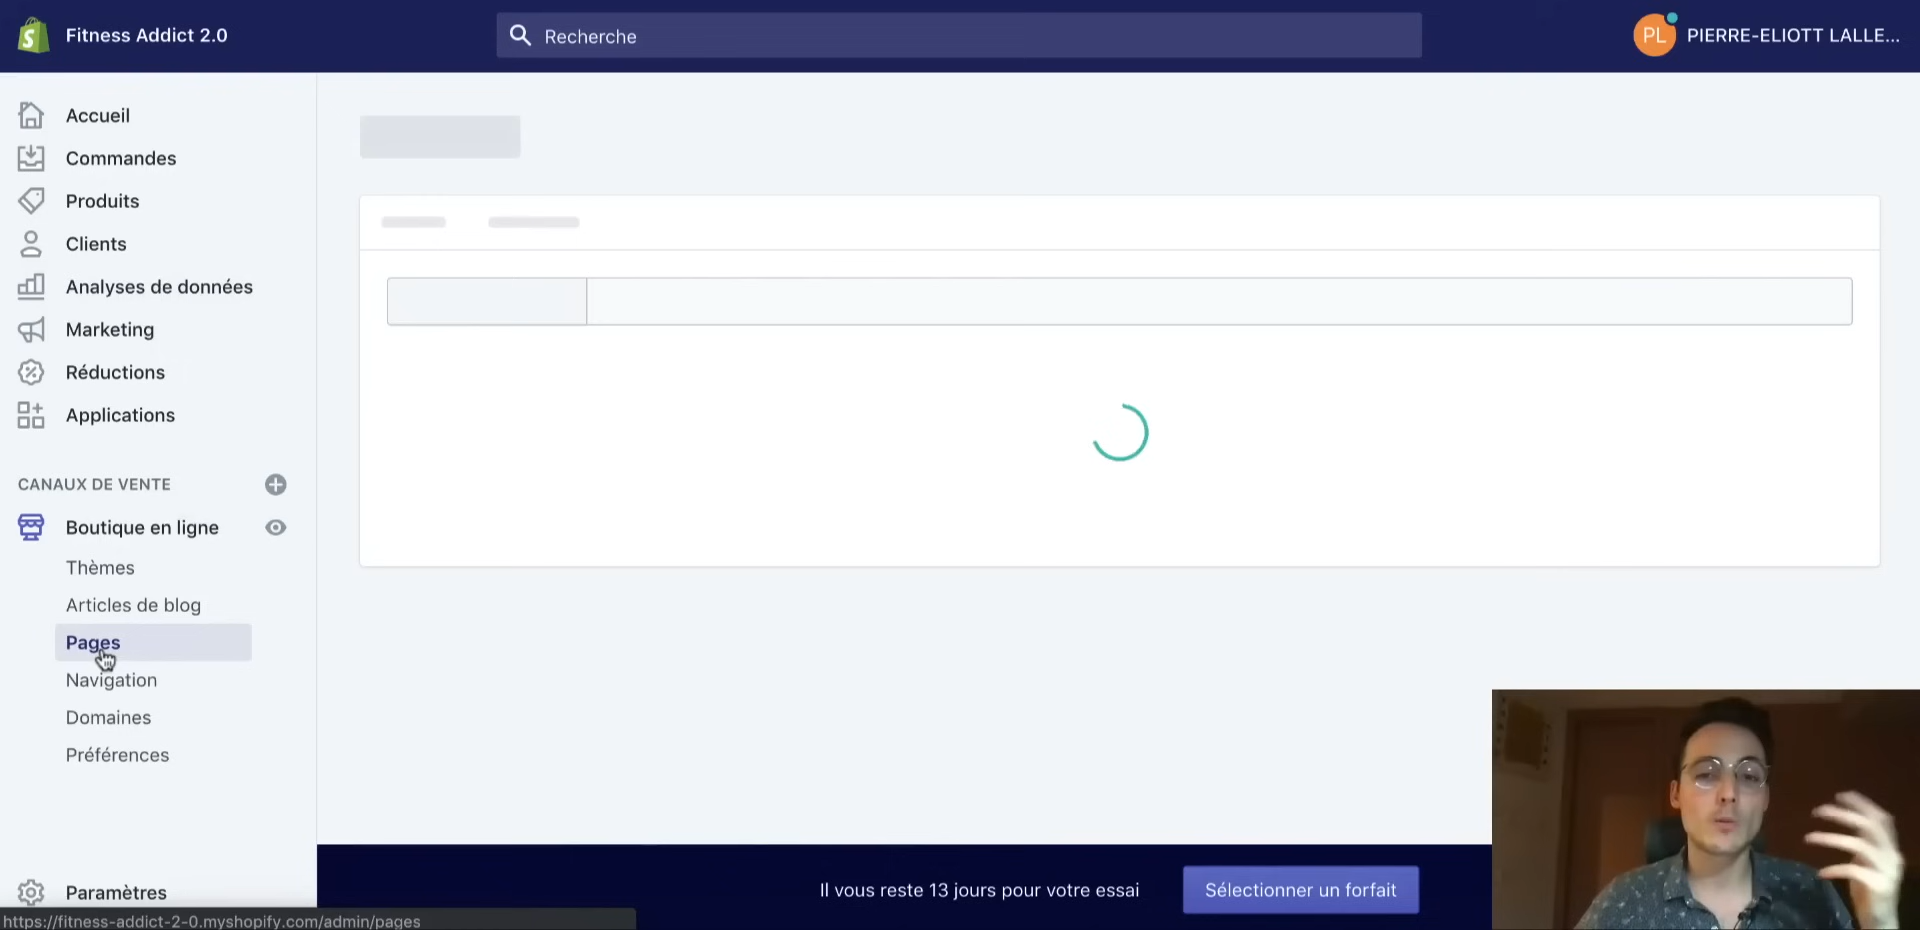 Fitness Addict 2.0
Recherche
PL
PIERRE-ELIOTT LALLE...
Accueil
Commandes
Produits
Clients
Analyses de données
Marketing
Réductions
Applications
CANAUX DE VENTE
Boutique en ligne
Thèmes
Articles de blog
Pages
Navigation
Domaines
Préférences
Paramètres
Il vous reste 13 jours pour votre essai
Sélectionner un forfait
https://fitness-addict-2-0.myshopify.com/admin/pages